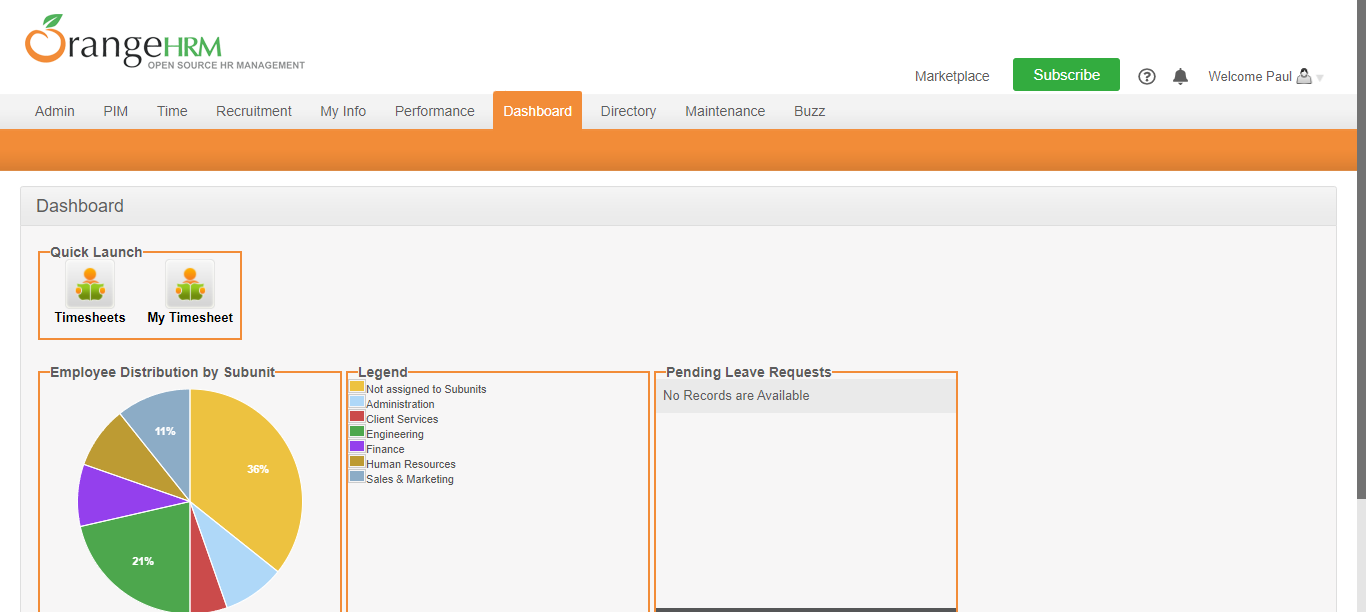 OrangeHRM
OPEN SOURCE HR MANAGEMENT
Marketplace
Subscribe
Welcome Paul
Admin PIM Time Recruitment My Info Performance Dashboard Directory Maintenance Buzz
Dashboard
Quick Launch
Timesheets My Timesheet
Employee Distribution by Subunit
11%
36%
21%
Legend
Not assigned to Subunits
Administration
Client Services
Engineering
Finance
Human Resources
Sales & Marketing
Pending Leave Requests
No Records are Available